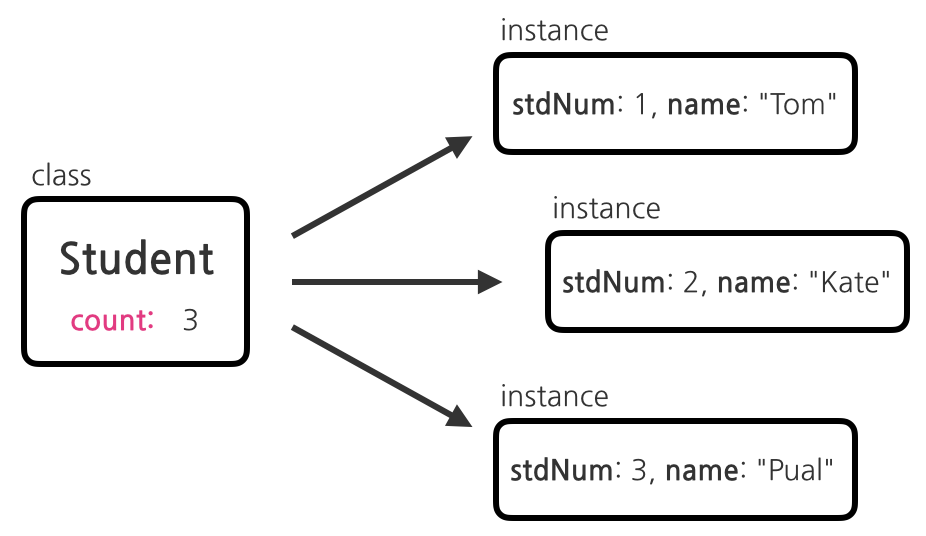 instance
stdNum: 1, name: "Tom"
class
Student
count: 3
instance
stdNum: 2, name: "Kate"
instance
stdNum: 3, name: "Pual"